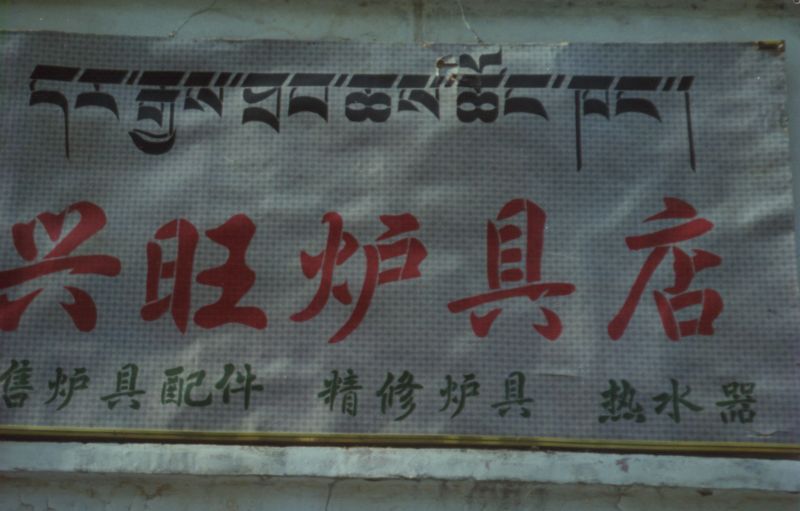 དར་རྒྱས་ཐབ་ཆས་ཚོང་ཁང་།
兴旺炉具店
售炉具配件 精修炉具 热水器